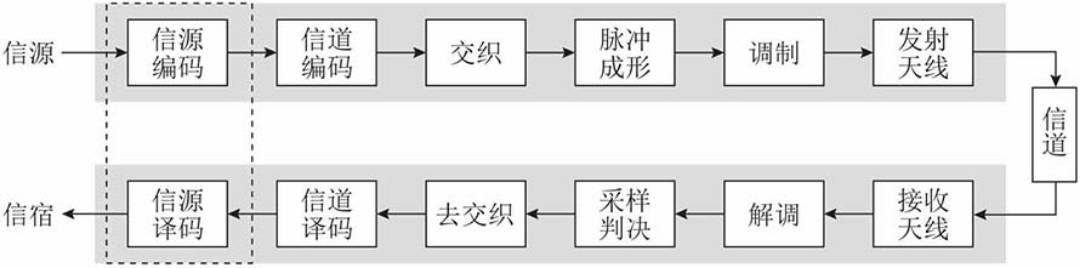 信源
信源
编码
信道
编码
交织
脉冲
成形
调制
发射
天线
信道
信宿
信源
译码
信道
译码
去交织
采样
判决
解调
接收
天线